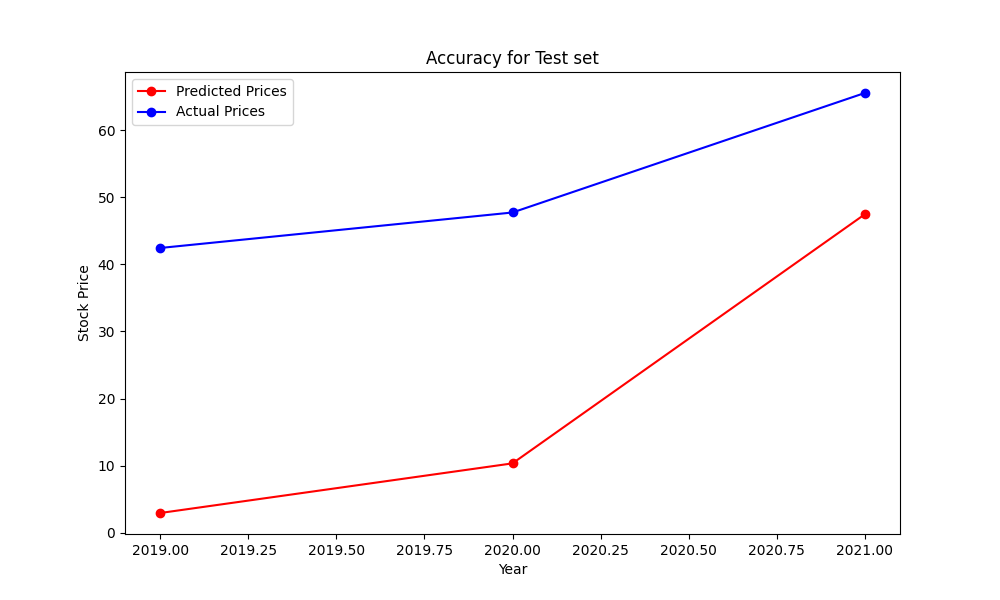 Accuracy for Test set
Predicted Prices
Actual Prices
Stock Price
60
50
40
30
20
10
0
2019.00 2019.25 2019.50 2019.75 2020.00 2020.25 2020.50 2020.75 2021.00
Year